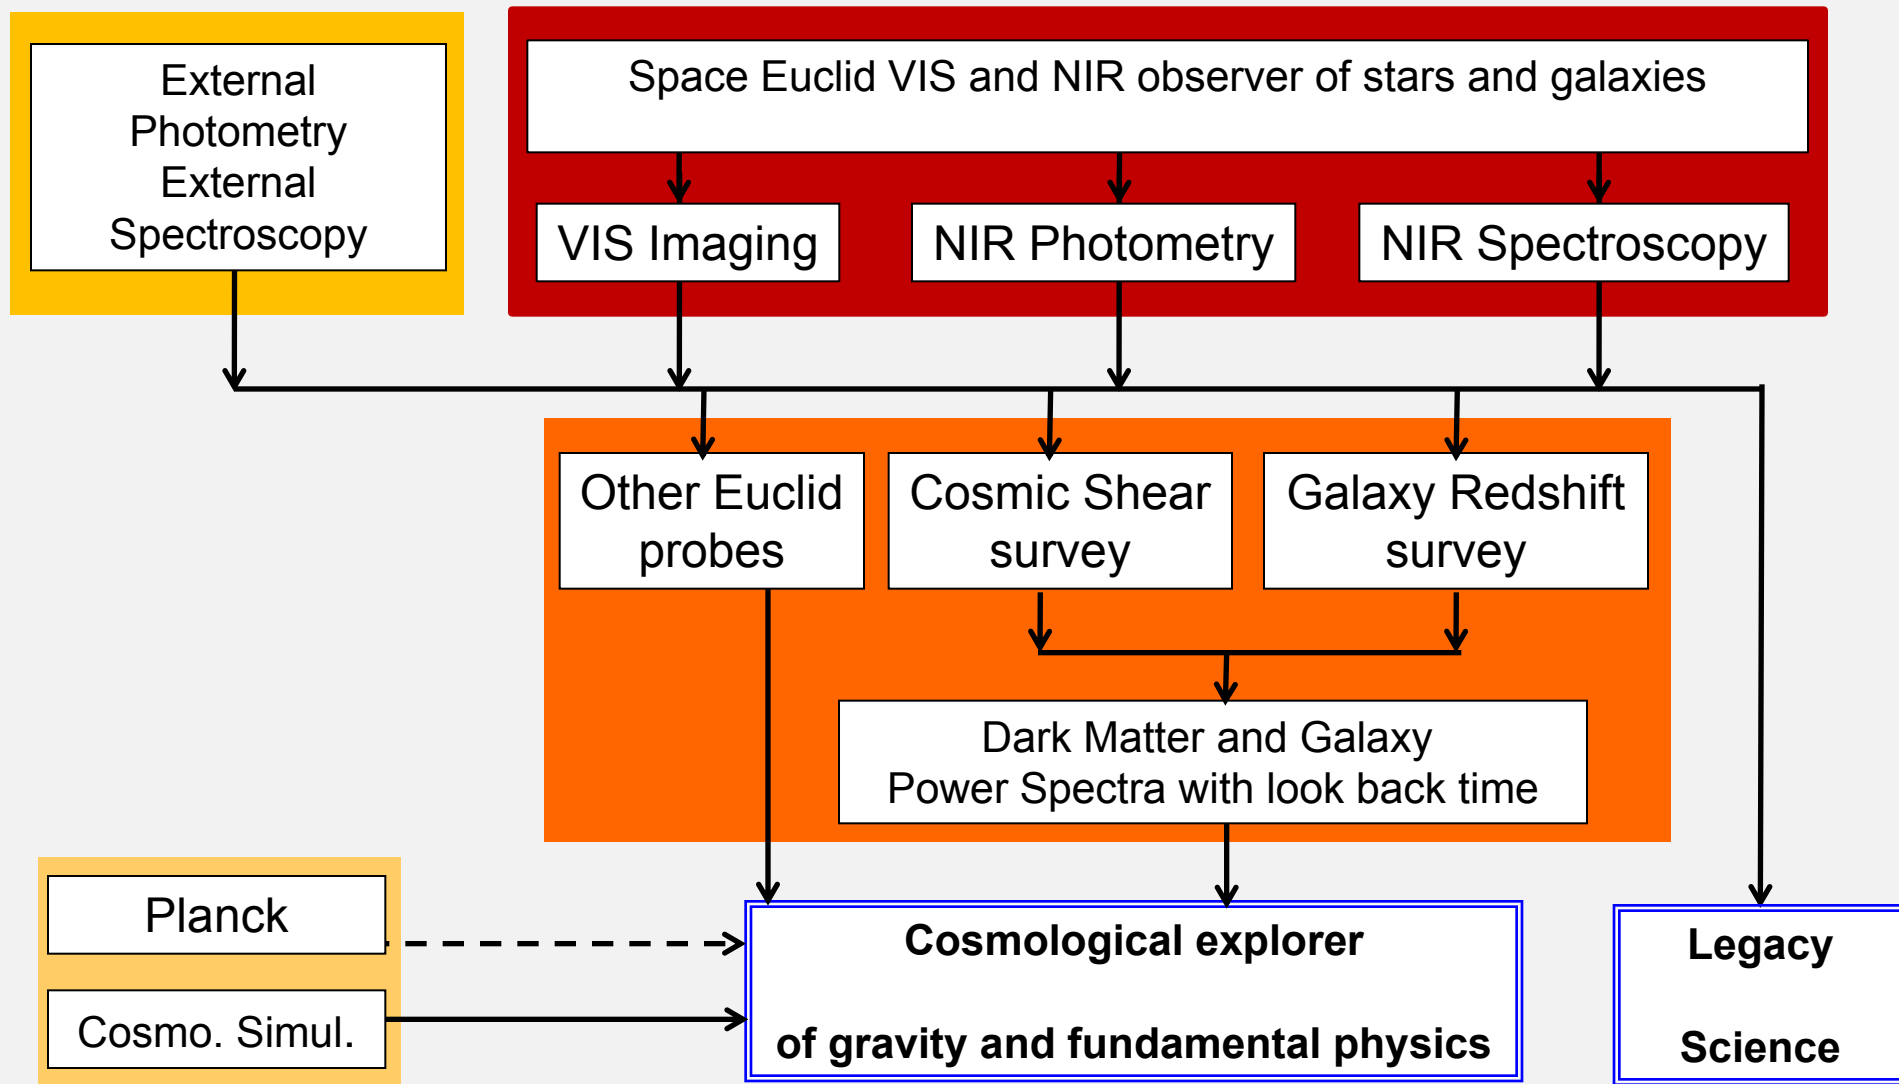 External
Photometry
External
Spectroscopy
Space Euclid VIS and NIR observer of stars and galaxies
VIS Imaging
NIR Photometry
NIR Spectroscopy
Other Euclid
probes
Cosmic Shear
survey
Galaxy Redshift
survey
Dark Matter and Galaxy
Power Spectra with look back time
Planck
Cosmo. Simul.
Cosmological explorer
of gravity and fundamental physics
Legacy
Science